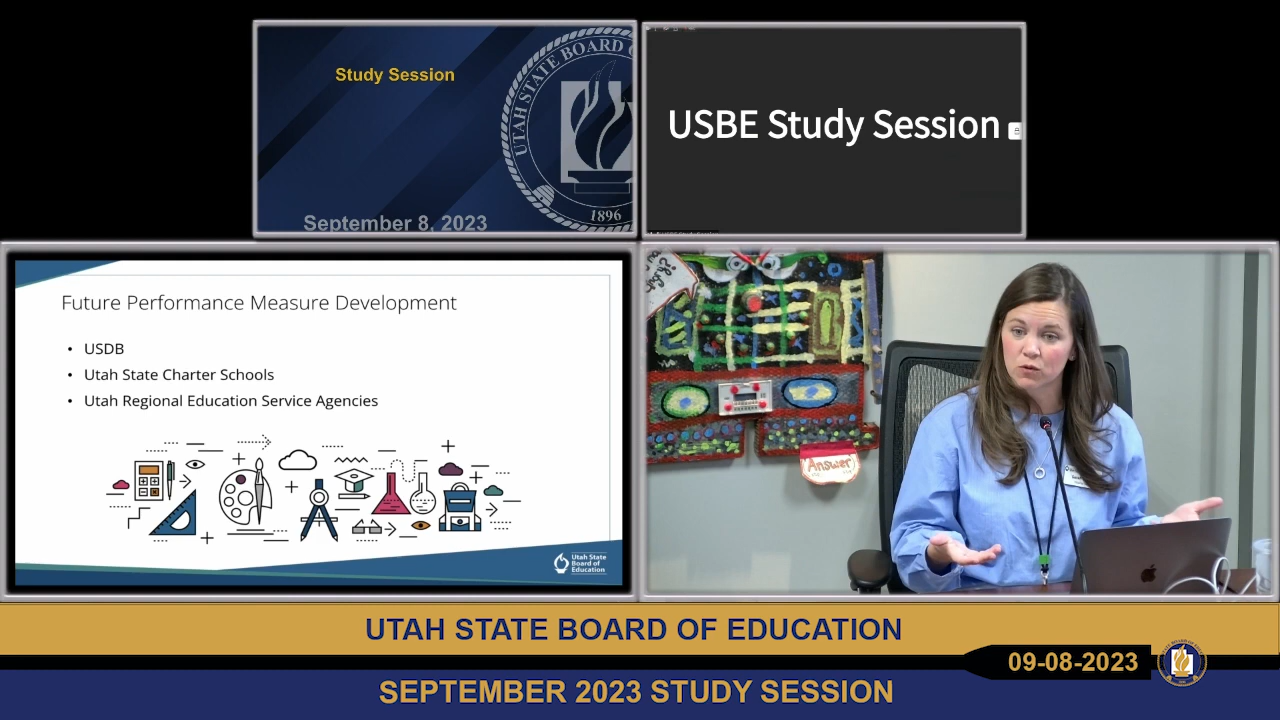 Study Session
UTAH STATE BOARD O
1896
September 8, 2023
USBE Study Session
Future Performance Measure Development
• USDB
• Utah State Charter Schools
• Utah Regional Education Service Agencies
Utah State
Board of
Education
Answer
UTAH STATE BOARD OF EDUCATION
09-08-2023
SEPTEMBER 2023 STUDY SESSION